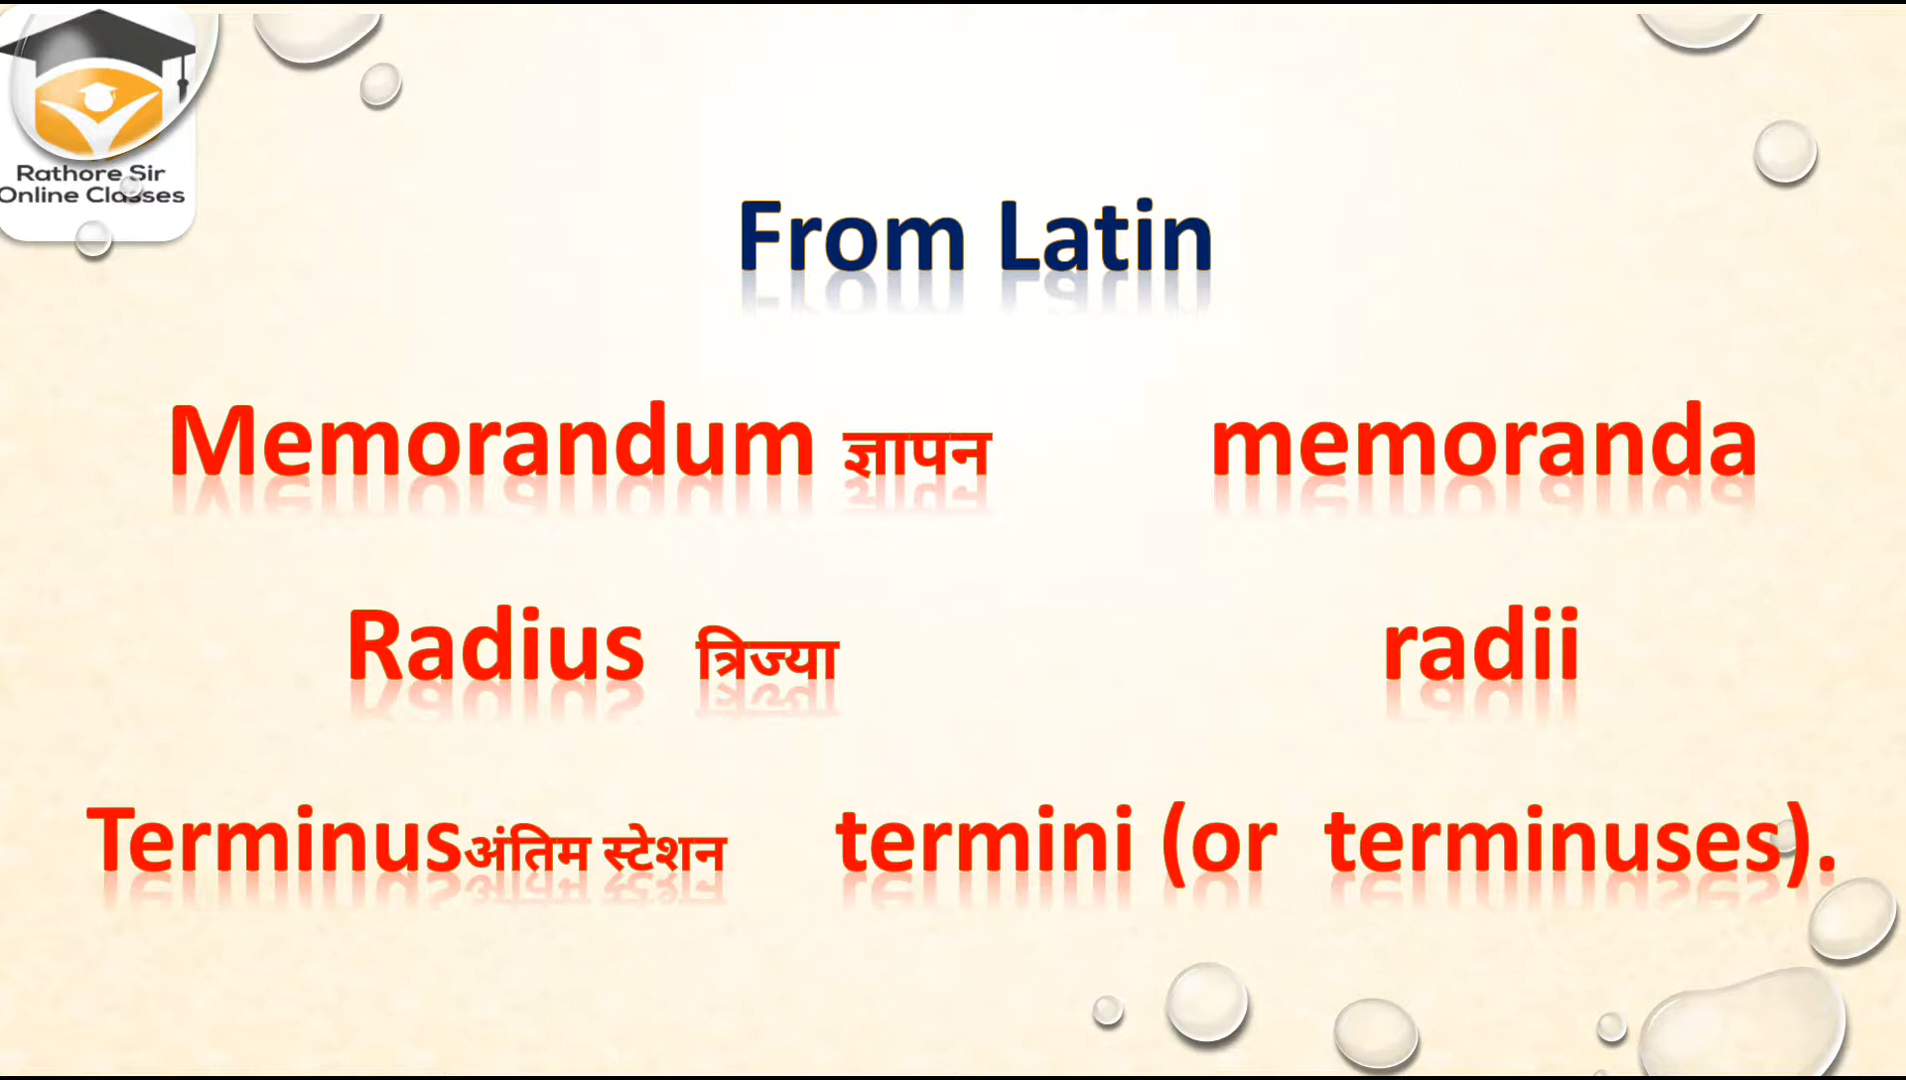 Rathore Sir
Online Classes
From Latin
Memorandum ज्ञापन memoranda
Radius त्रिज्या radii
Terminusअंतिम स्टेशन termini (or terminuses).